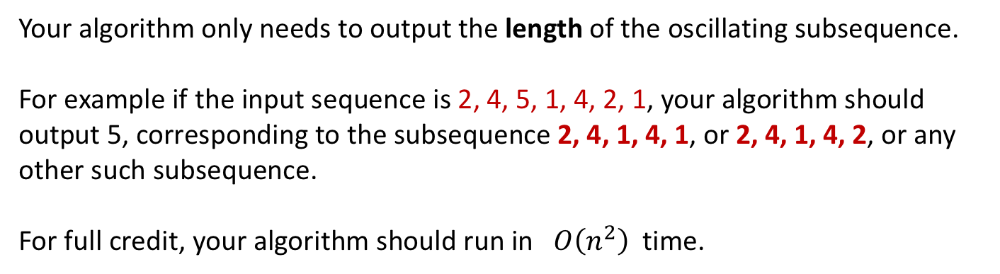 Your algorithm only needs to output the length of the oscillating subsequence.
For example if the input sequence is 2, 4, 5, 1, 4, 2, 1, your algorithm should
output 5, corresponding to the subsequence 2, 4, 1, 4, 1, or 2, 4, 1, 4, 2, or any
other such subsequence.
For full credit, your algorithm should run in O(n²) time.